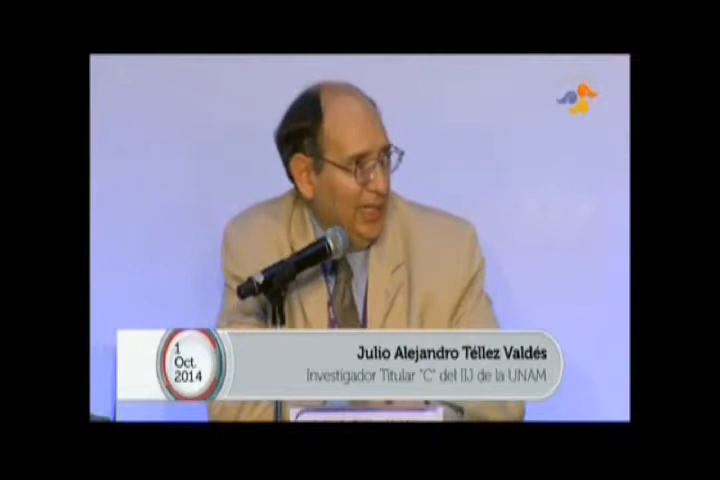 1
Oct.
2014
Julio Alejandro Téllez Valdés
Investigador Titular "C" del IIJ de la UNAM